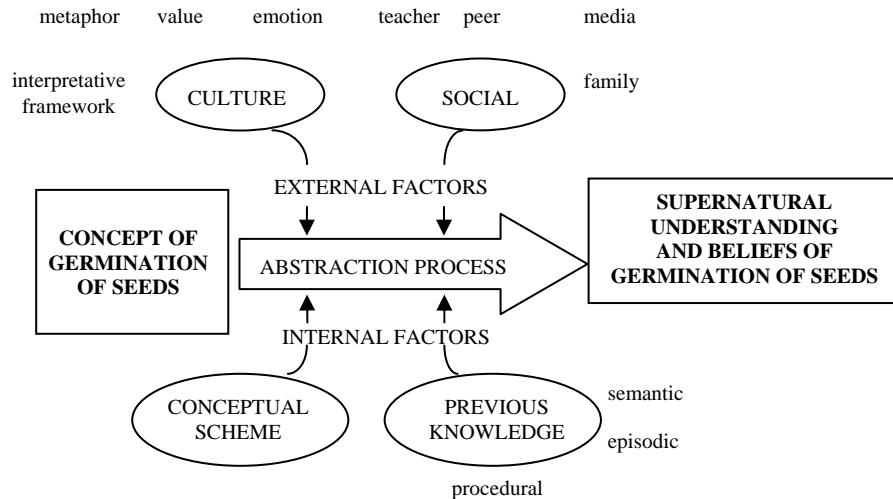 metaphor value emotion teacher peer media
interpretative
framework
CULTURE
SOCIAL
family
EXTERNAL FACTORS
CONCEPT OF
GERMINATION
OF SEEDS
ABSTRACTION PROCESS
SUPERNATURAL
UNDERSTANDING
AND BELIEFS OF
GERMINATION OF SEEDS
INTERNAL FACTORS
CONCEPTUAL
SCHEME
PREVIOUS
KNOWLEDGE
semantic
episodic
procedural